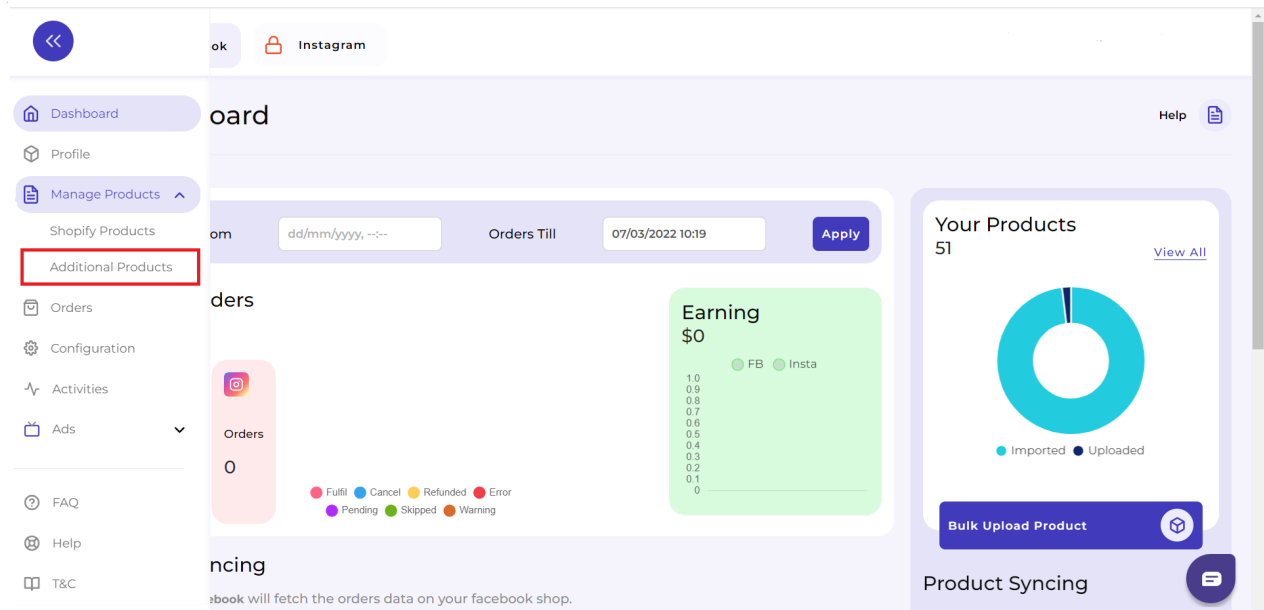 ok
Instagram
Dashboard
Profile
Manage Products
Shopify Products
Additional Products
Orders
Configuration
Activities
Ads
FAQ
Help
T&C
oard
Help
om
dd/mm/yyyy, --:--
Orders Till
07/03/2022 10:19
Apply
ders
Orders
0
Fulfil Cancel Refunded Error
Pending Skipped Warning
Earning
$0
FB Insta
1.0
0.9
0.8
0.7
0.6
0.5
0.4
0.3
0.2
0.1
0
Your Products
51
View All
Imported Uploaded
Bulk Upload Product
ncing
ebook will fetch the orders data on your facebook shop.
Product Syncing